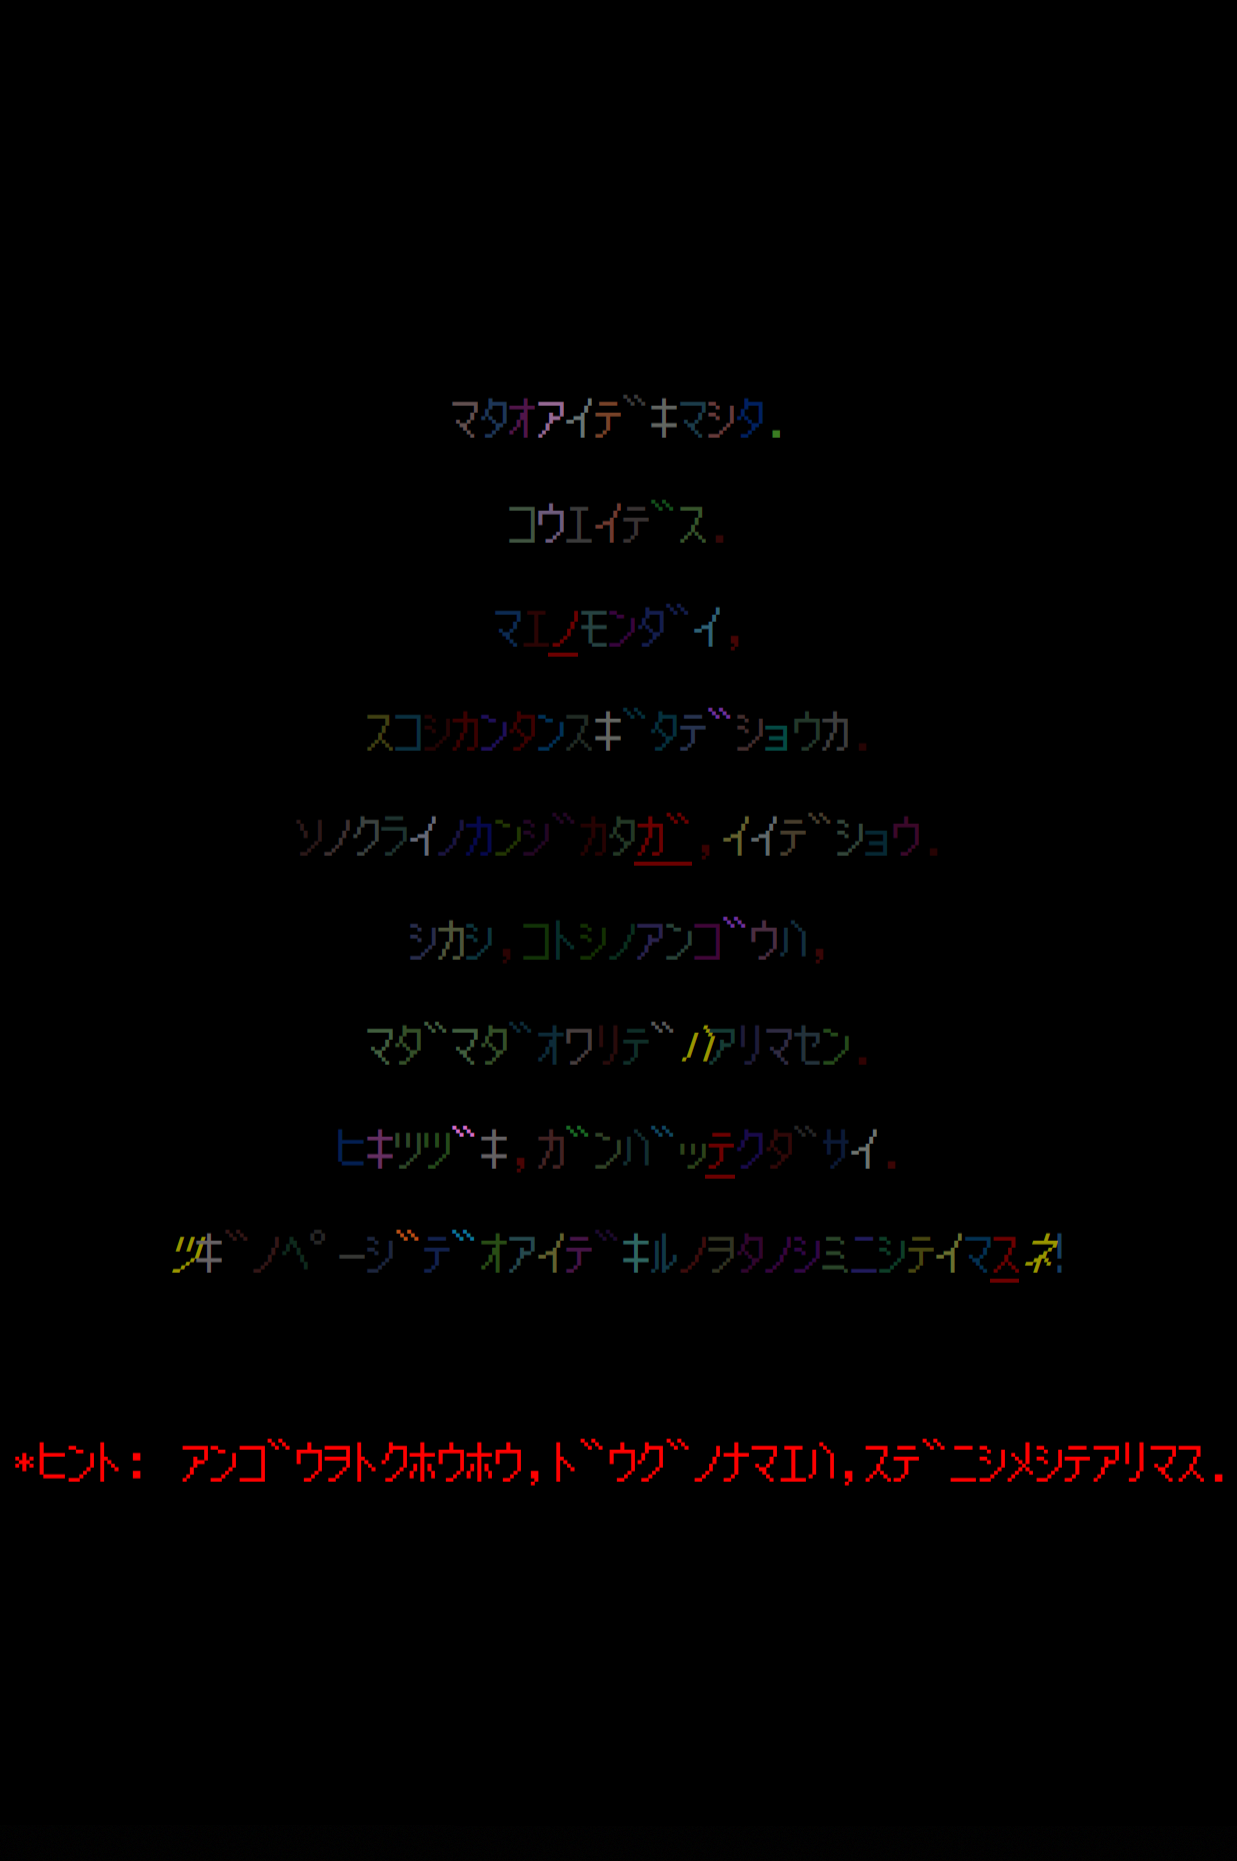 マタオアイデキマシタ.
コウエイデス.
マエノモンダイ,
スコシカンタンスギタデショウカ.
ソノクライノカンジカタガ,イイデショウ.
シカシ,コトシノアンゴウハ,
マダマダオワリデハアリマセン.
ヒキツヅキ,ガンバッテクダサイ.
ツギノページデデオアイデキルノヲタノシミニシテイマスネ!
*ヒント: アンゴウヲトクホウホウ,ドウグノナマエハ,スデニシメシテアリマス.